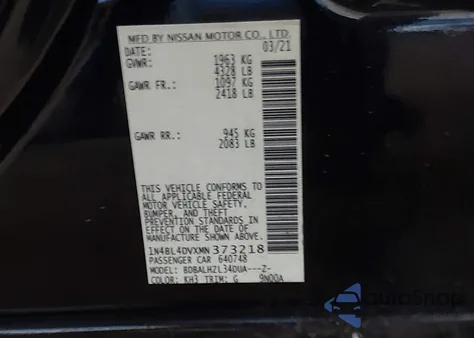 MFD BY NISSAN MOTOR CO., LTD.
DATE: 03/21
GVWR: 1963 KG
4328 LB
GAWR FR.: 1097 KG
2418 LB
GAWR RR.: 945 KG
2083 LB
THIS VEHICLE CONFORMS TO
ALL APPLICABLE FEDERAL
MOTOR VEHICLE SAFETY,
BUMPER, AND THEFT
PREVENTION STANDARDS IN
EFFECT ON THE DATE OF
MANUFACTURE SHOWN ABOVE.
1N4BL4DVXMN373218
PASSENGER CAR 640748
MODEL: BDBALHZL34DUA---Z-
COLOR: KH3 TRIM: G 9N00A
AutoSnap